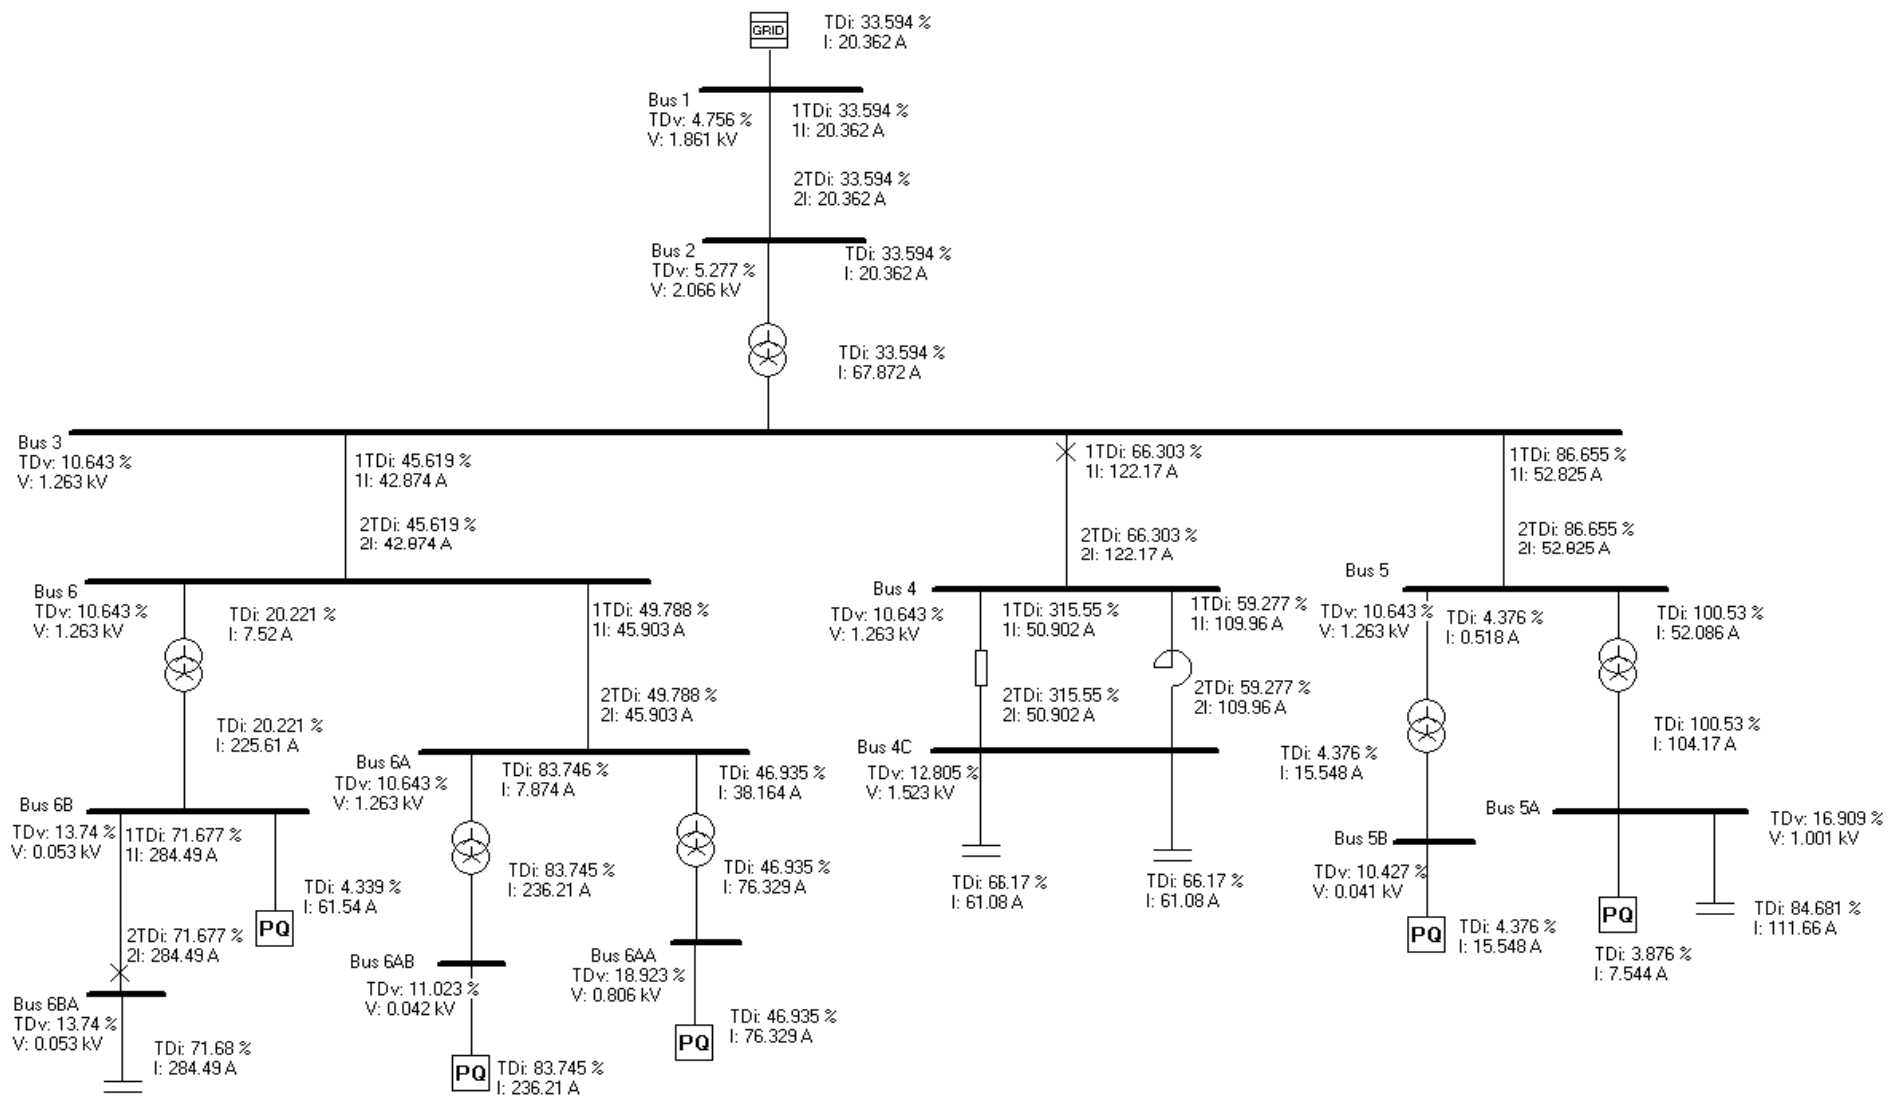 GRID
TDi: 33.594 %
I: 20.362 A
Bus 1
TDv: 4.756 %
V: 1.861 kV
1TDi: 33.594 %
1I: 20.362 A
2TDi: 33.594 %
2I: 20.362 A
Bus 2
TDv: 5.277 %
V: 2.066 kV
TDi: 33.594 %
I: 20.362 A
TDi: 33.594 %
I: 67.872 A
Bus 3
TDv: 10.643 %
V: 1.263 kV
1TDi: 45.619 %
1I: 42.874 A
2TDi: 45.619 %
2I: 42.874 A
1TDi: 66.303 %
1I: 122.17 A
2TDi: 66.303 %
2I: 122.17 A
1TDi: 86.655 %
1I: 52.825 A
2TDi: 86.655 %
2I: 52.825 A
Bus 6
TDv: 10.643 %
V: 1.263 kV
TDi: 20.221 %
I: 7.52 A
TDi: 20.221 %
I: 225.61 A
1TDi: 49.788 %
1I: 45.903 A
2TDi: 49.788 %
2I: 45.903 A
Bus 4
TDv: 10.643 %
V: 1.263 kV
1TDi: 315.55 %
1I: 50.902 A
2TDi: 315.55 %
2I: 50.902 A
1TDi: 59.277 %
1I: 109.96 A
2TDi: 59.277 %
2I: 109.96 A
Bus 5
TDv: 10.643 %
V: 1.263 kV
TDi: 4.376 %
I: 0.518 A
TDi: 4.376 %
I: 15.548 A
TDi: 100.53 %
I: 52.086 A
TDi: 100.53 %
I: 104.17 A
Bus 6B
TDv: 13.74 %
V: 0.053 kV
1TDi: 71.677 %
1I: 284.49 A
2TDi: 71.677 %
2I: 284.49 A
TDi: 4.339 %
I: 61.54 A
PQ
Bus 6BA
TDv: 13.74 %
V: 0.053 kV
TDi: 71.68 %
I: 284.49 A
Bus 6A
TDv: 10.643 %
V: 1.263 kV
TDi: 83.746 %
I: 7.874 A
TDi: 83.745 %
I: 236.21 A
TDi: 46.935 %
I: 38.164 A
TDi: 46.935 %
I: 76.329 A
Bus 6AB
TDv: 11.023 %
V: 0.042 kV
PQ
TDi: 83.745 %
I: 236.21 A
Bus 6AA
TDv: 18.923 %
V: 0.806 kV
PQ
TDi: 46.935 %
I: 76.329 A
Bus 4C
TDv: 12.805 %
V: 1.523 kV
TDi: 66.17 %
I: 61.08 A
TDi: 66.17 %
I: 61.08 A
Bus 5B
TDv: 10.427 %
V: 0.041 kV
PQ
TDi: 4.376 %
I: 15.548 A
Bus 5A
TDv: 16.909 %
V: 1.001 kV
PQ
TDi: 3.876 %
I: 7.544 A
TDi: 84.681 %
I: 111.66 A